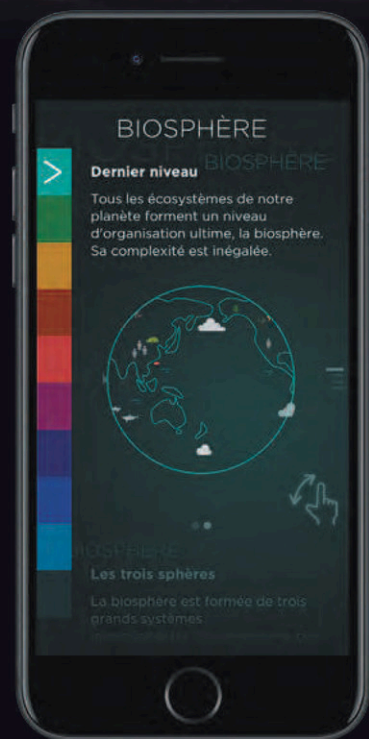 BIOSPHÈRE
BIOSPHÈRE
Dernier niveau
Tous les écosystèmes de notre
planète forment un niveau
d'organisation ultime, la biosphère.
Sa complexité est inégalée.
BIOSPHÈRE
Les trois sphères
La biosphère est formée de trois
grands systèmes